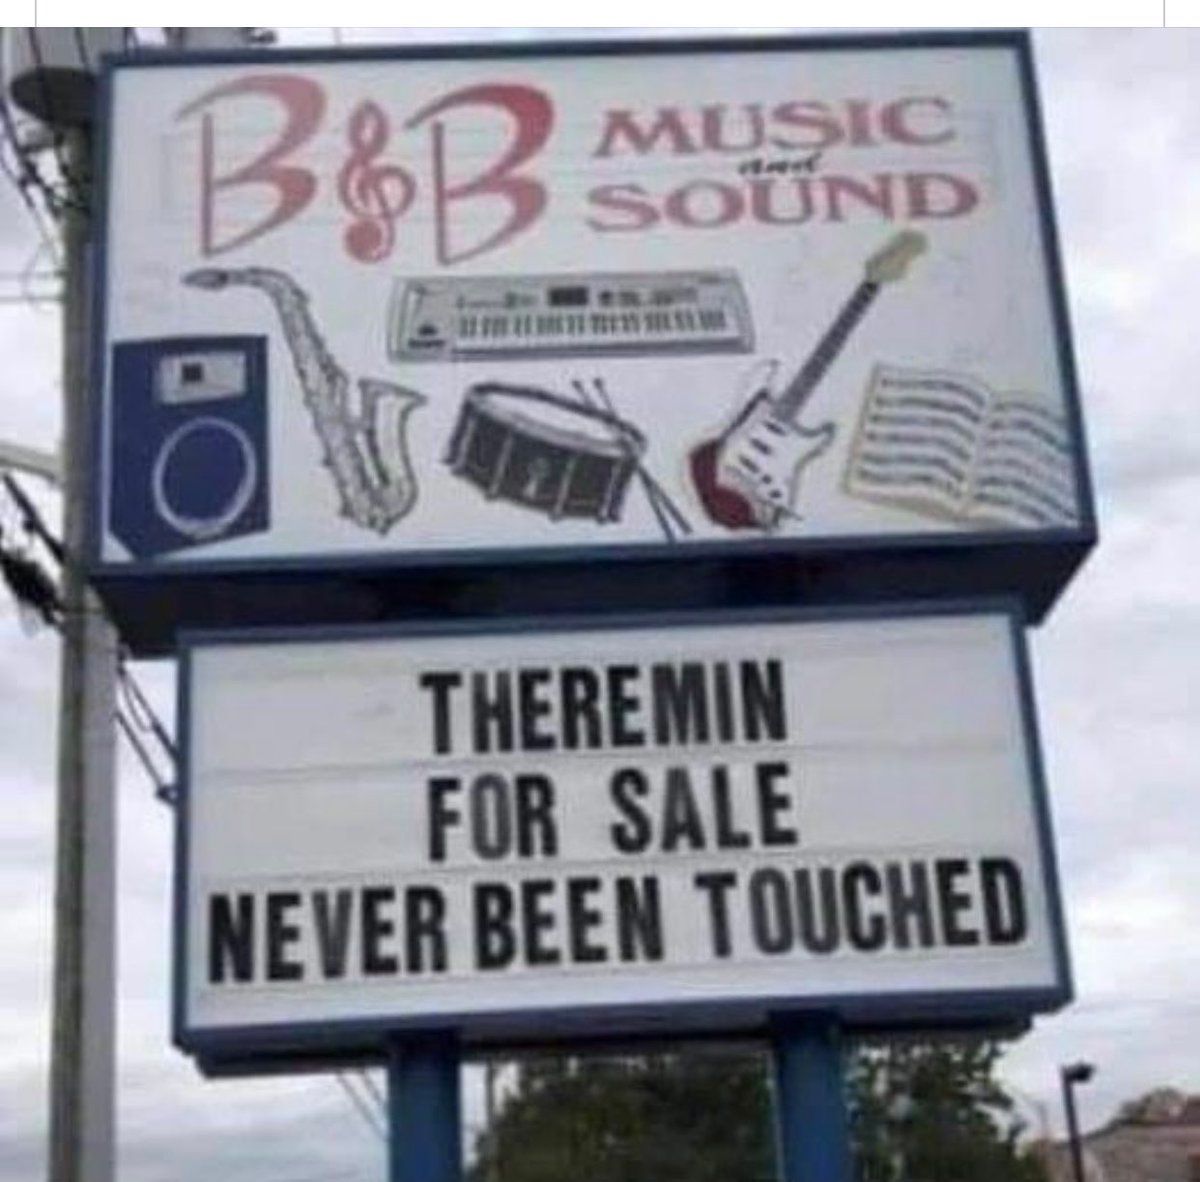 B&B MUSIC
and
SOUND
THEREMIN
FOR SALE
NEVER BEEN TOUCHED